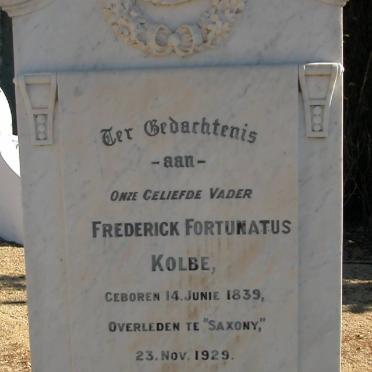 Ter Gedachtenis
-aan-
ONZE GELIEFDE VADER
FREDERICK FORTUNATUS
KOLBE,
GEBOREN 14. JUNIE 1839,
OVERLEDEN TE "SAXONY,"
23. NOV. 1929.